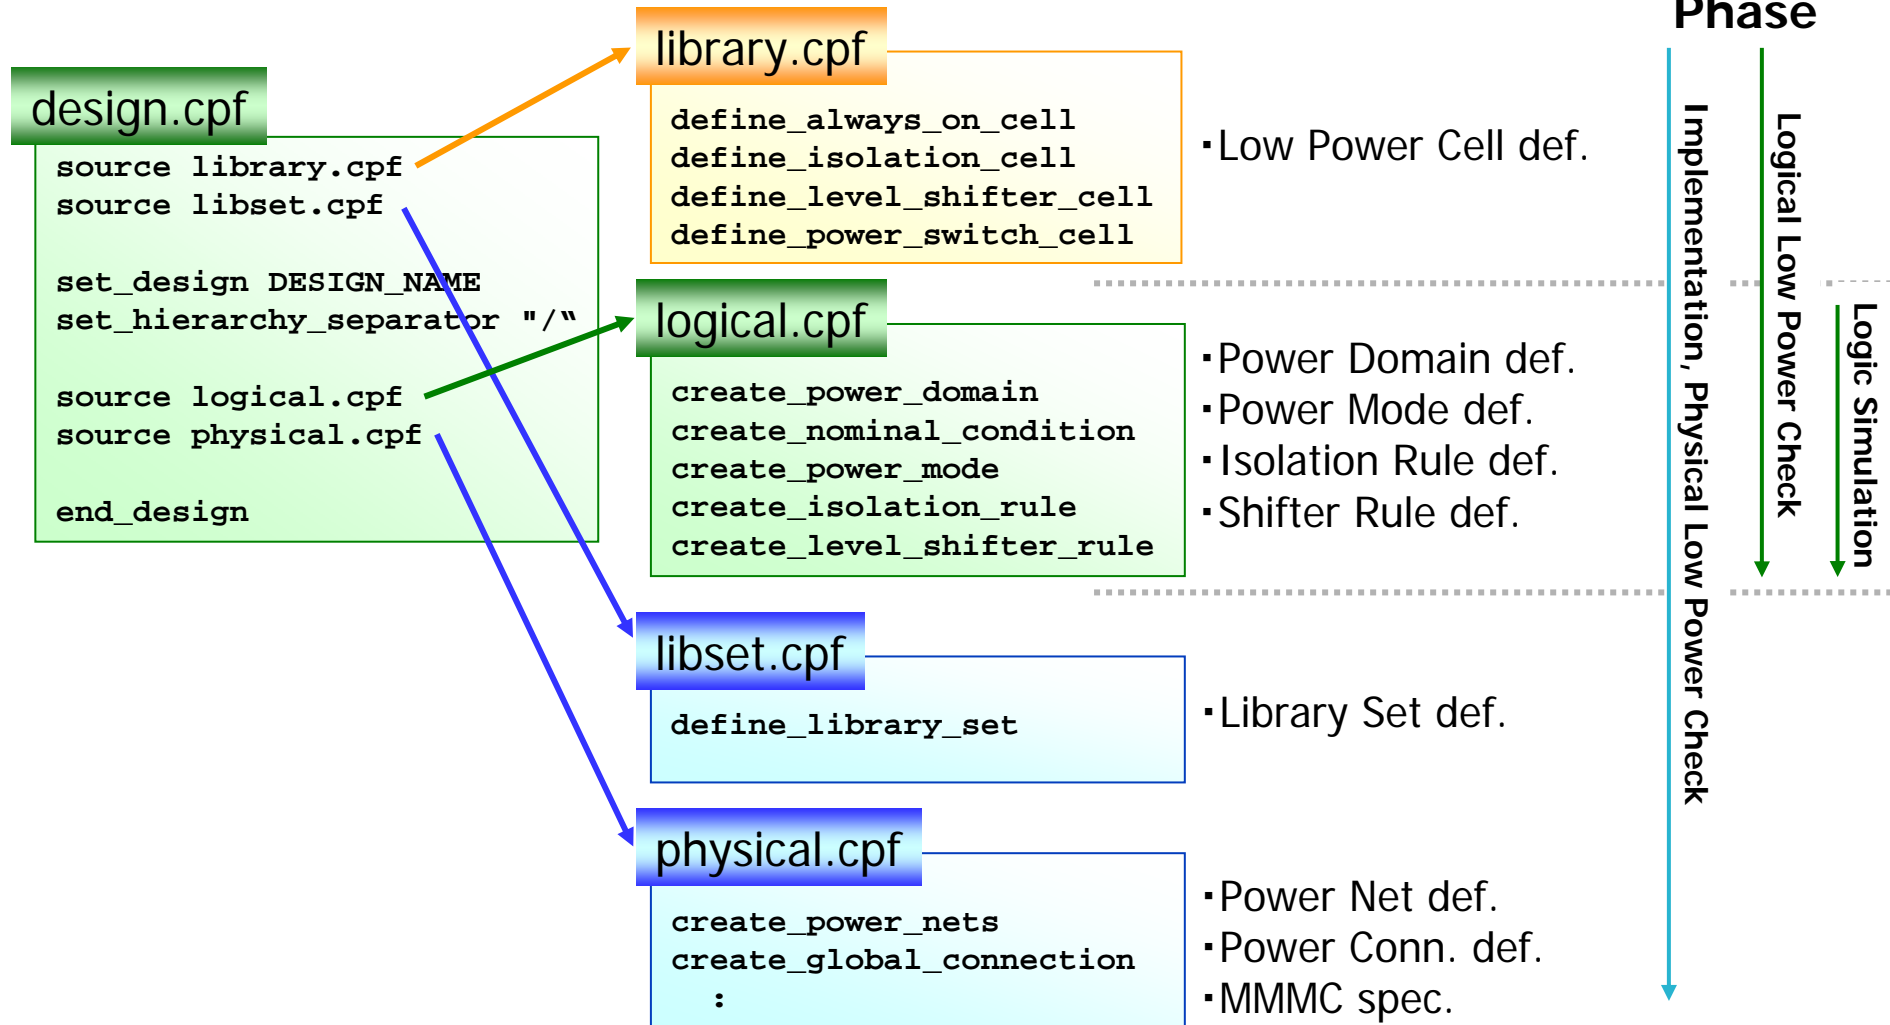 Phase
design.cpf
source library.cpf
source libset.cpf
set_design DESIGN_NAME
set_hierarchy_separator "/“
source logical.cpf
source physical.cpf
end_design
library.cpf
define_always_on_cell
define_isolation_cell
define_level_shifter_cell
define_power_switch_cell
・Low Power Cell def.
logical.cpf
create_power_domain
create_nominal_condition
create_power_mode
create_isolation_rule
create_level_shifter_rule
・Power Domain def.
・Power Mode def.
・Isolation Rule def.
・Shifter Rule def.
libset.cpf
define_library_set
・Library Set def.
physical.cpf
create_power_nets
create_global_connection
:
・Power Net def.
・Power Conn. def.
・MMMC spec.
Implementation, Physical Low Power Check
Logical Low Power Check
Logic Simulation